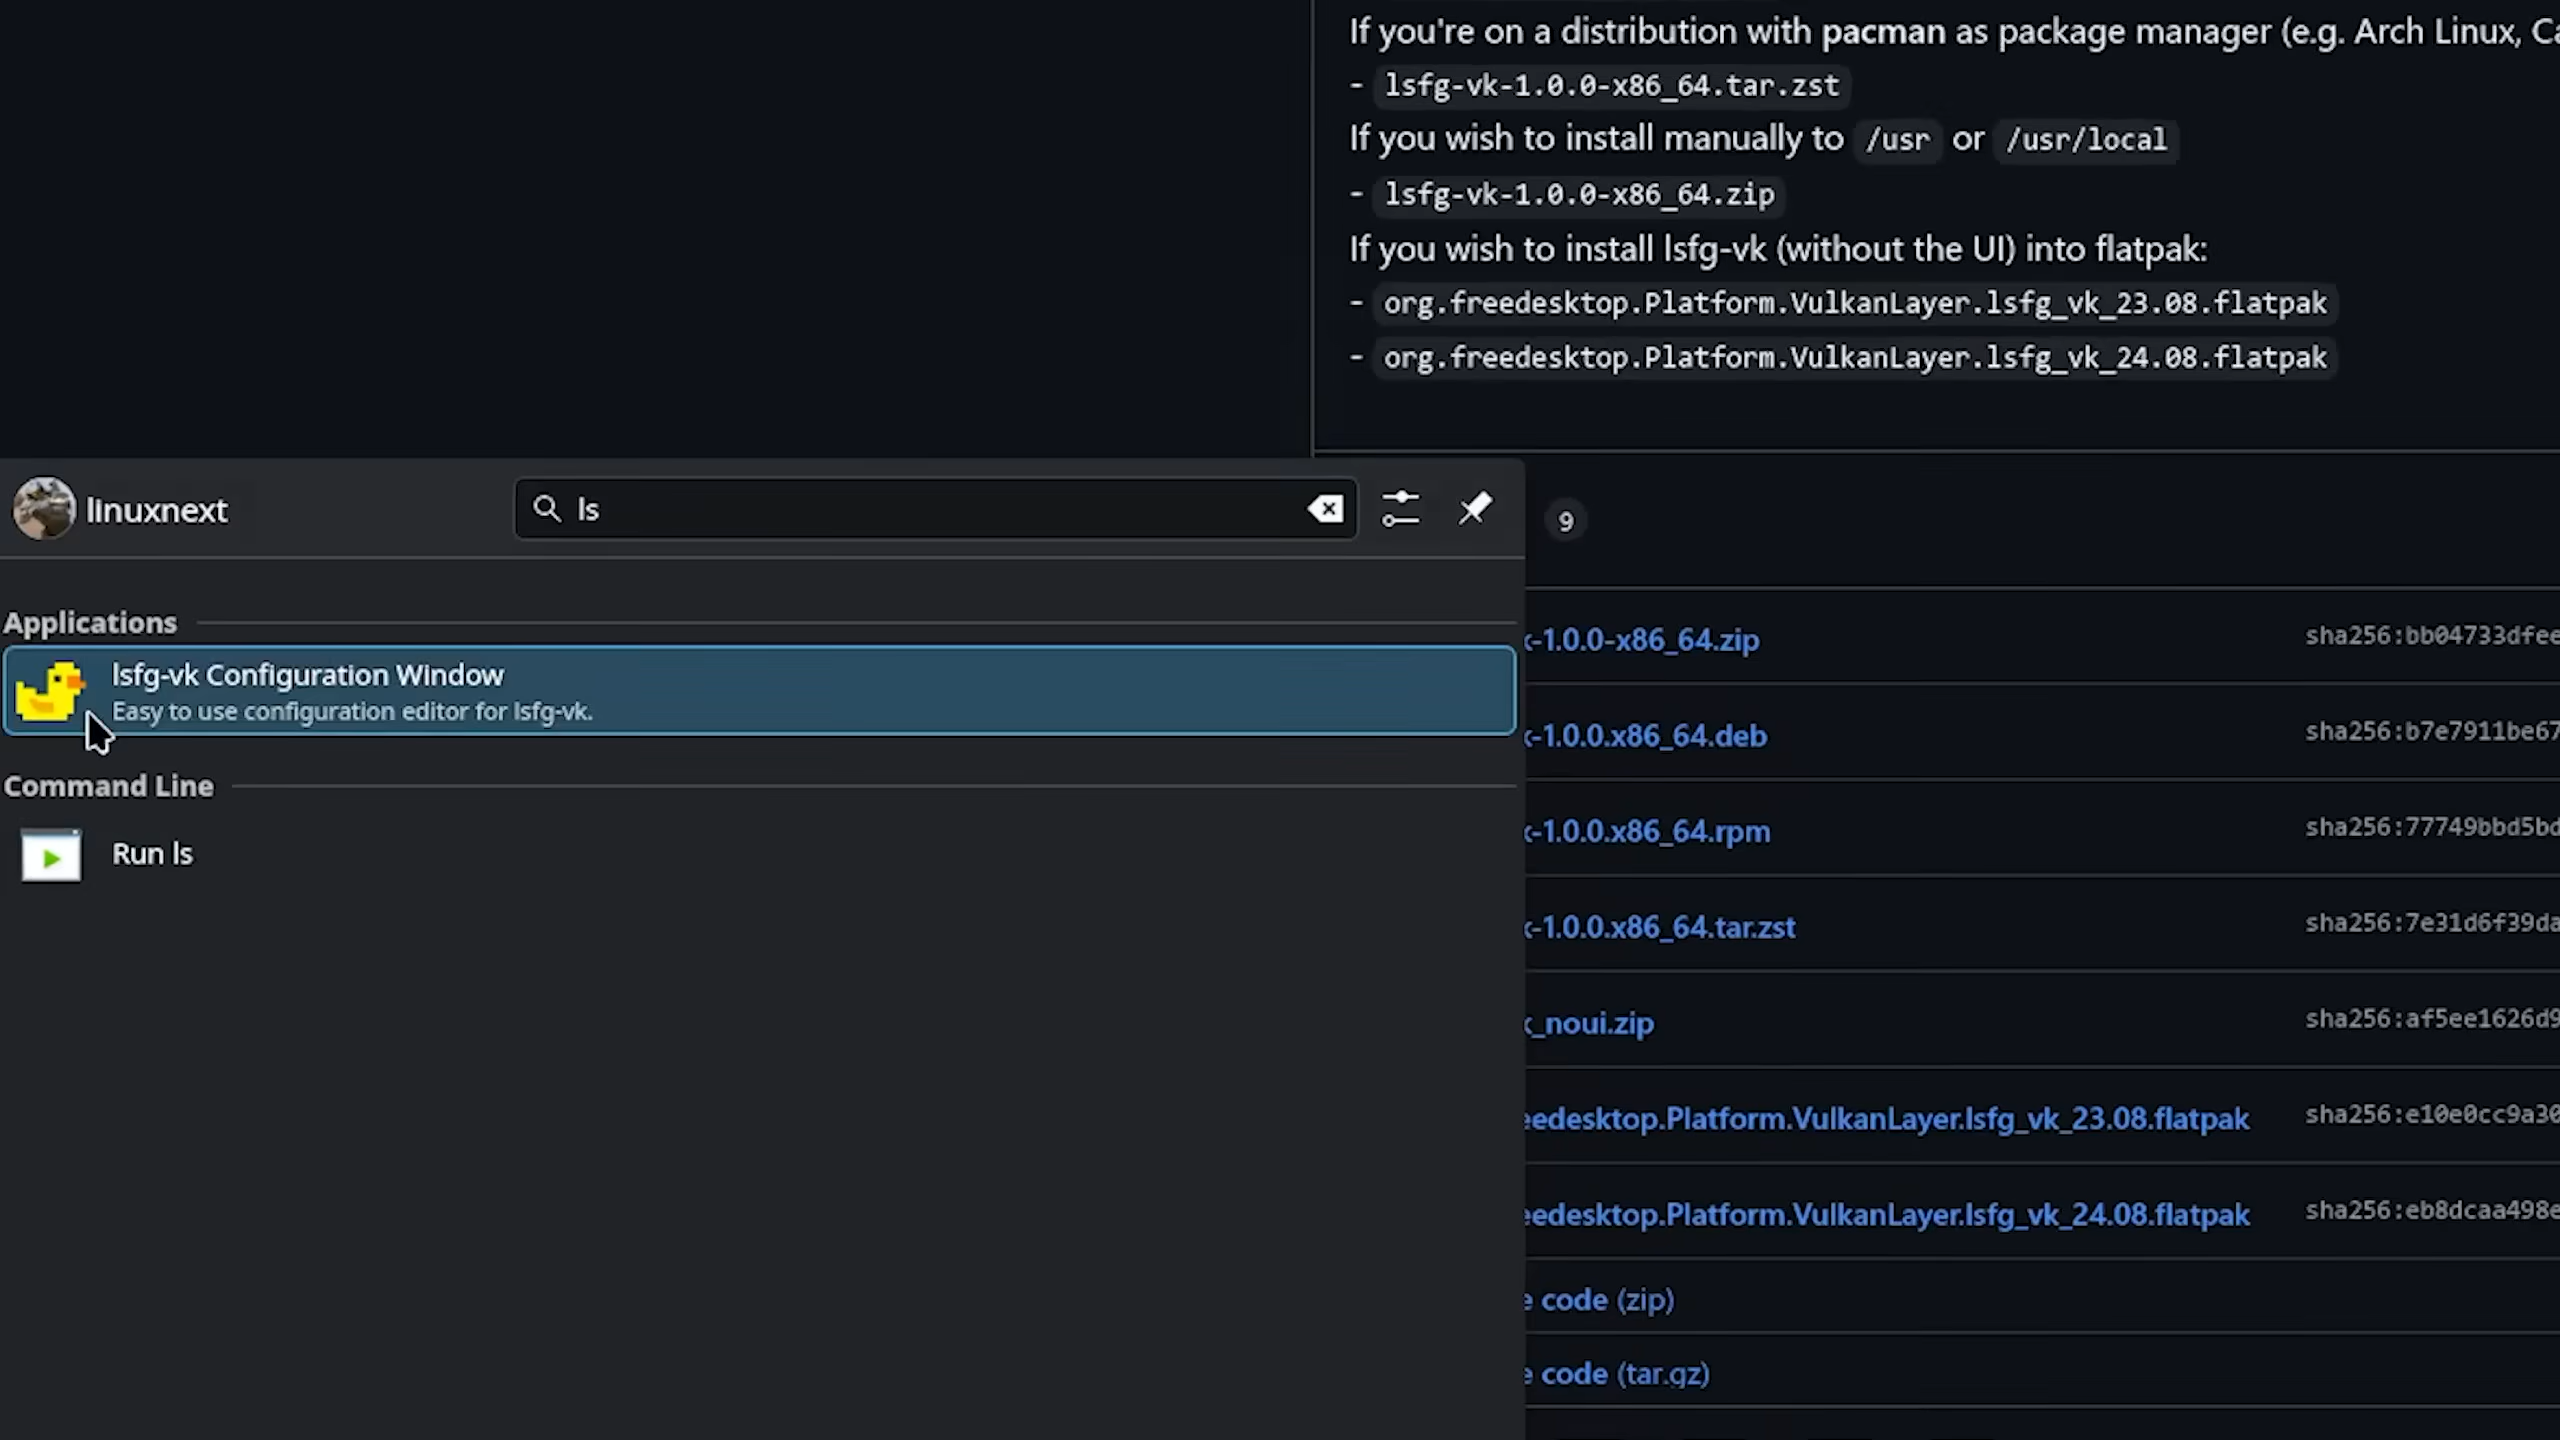 If you're on a distribution with pacman as package manager (e.g. Arch Linux,
- lsfg-vk-1.0.0-x86_64.tar.zst
If you wish to install manually to /usr or /usr/local
- lsfg-vk-1.0.0-x86_64.zip
If you wish to install lsfg-vk (without the UI) into flatpak:
- org.freedesktop.Platform.VulkanLayer.lsfg_vk_23.08.flatpak
- org.freedesktop.Platform.VulkanLayer.lsfg_vk_24.08.flatpak
linuxnext
ls
9
Applications
lsfg-vk Configuration Window
Easy to use configuration editor for lsfg-vk.
Command Line
Run ls
-1.0.0-x86_64.zip sha256:bb04733dfee
-1.0.0.x86_64.deb sha256:b7e7911be67
-1.0.0.x86_64.rpm sha256:77749bbd5bd
-1.0.0.x86_64.tar.zst sha256:7e31d6f39da
_noui.zip sha256:af5ee1626d9
eedesktop.Platform.VulkanLayer.lsfg_vk_23.08.flatpak sha256:e10e0cc9a30
eedesktop.Platform.VulkanLayer.lsfg_vk_24.08.flatpak sha256:eb8dcaa498e
e code (zip)
e code (tar.gz)